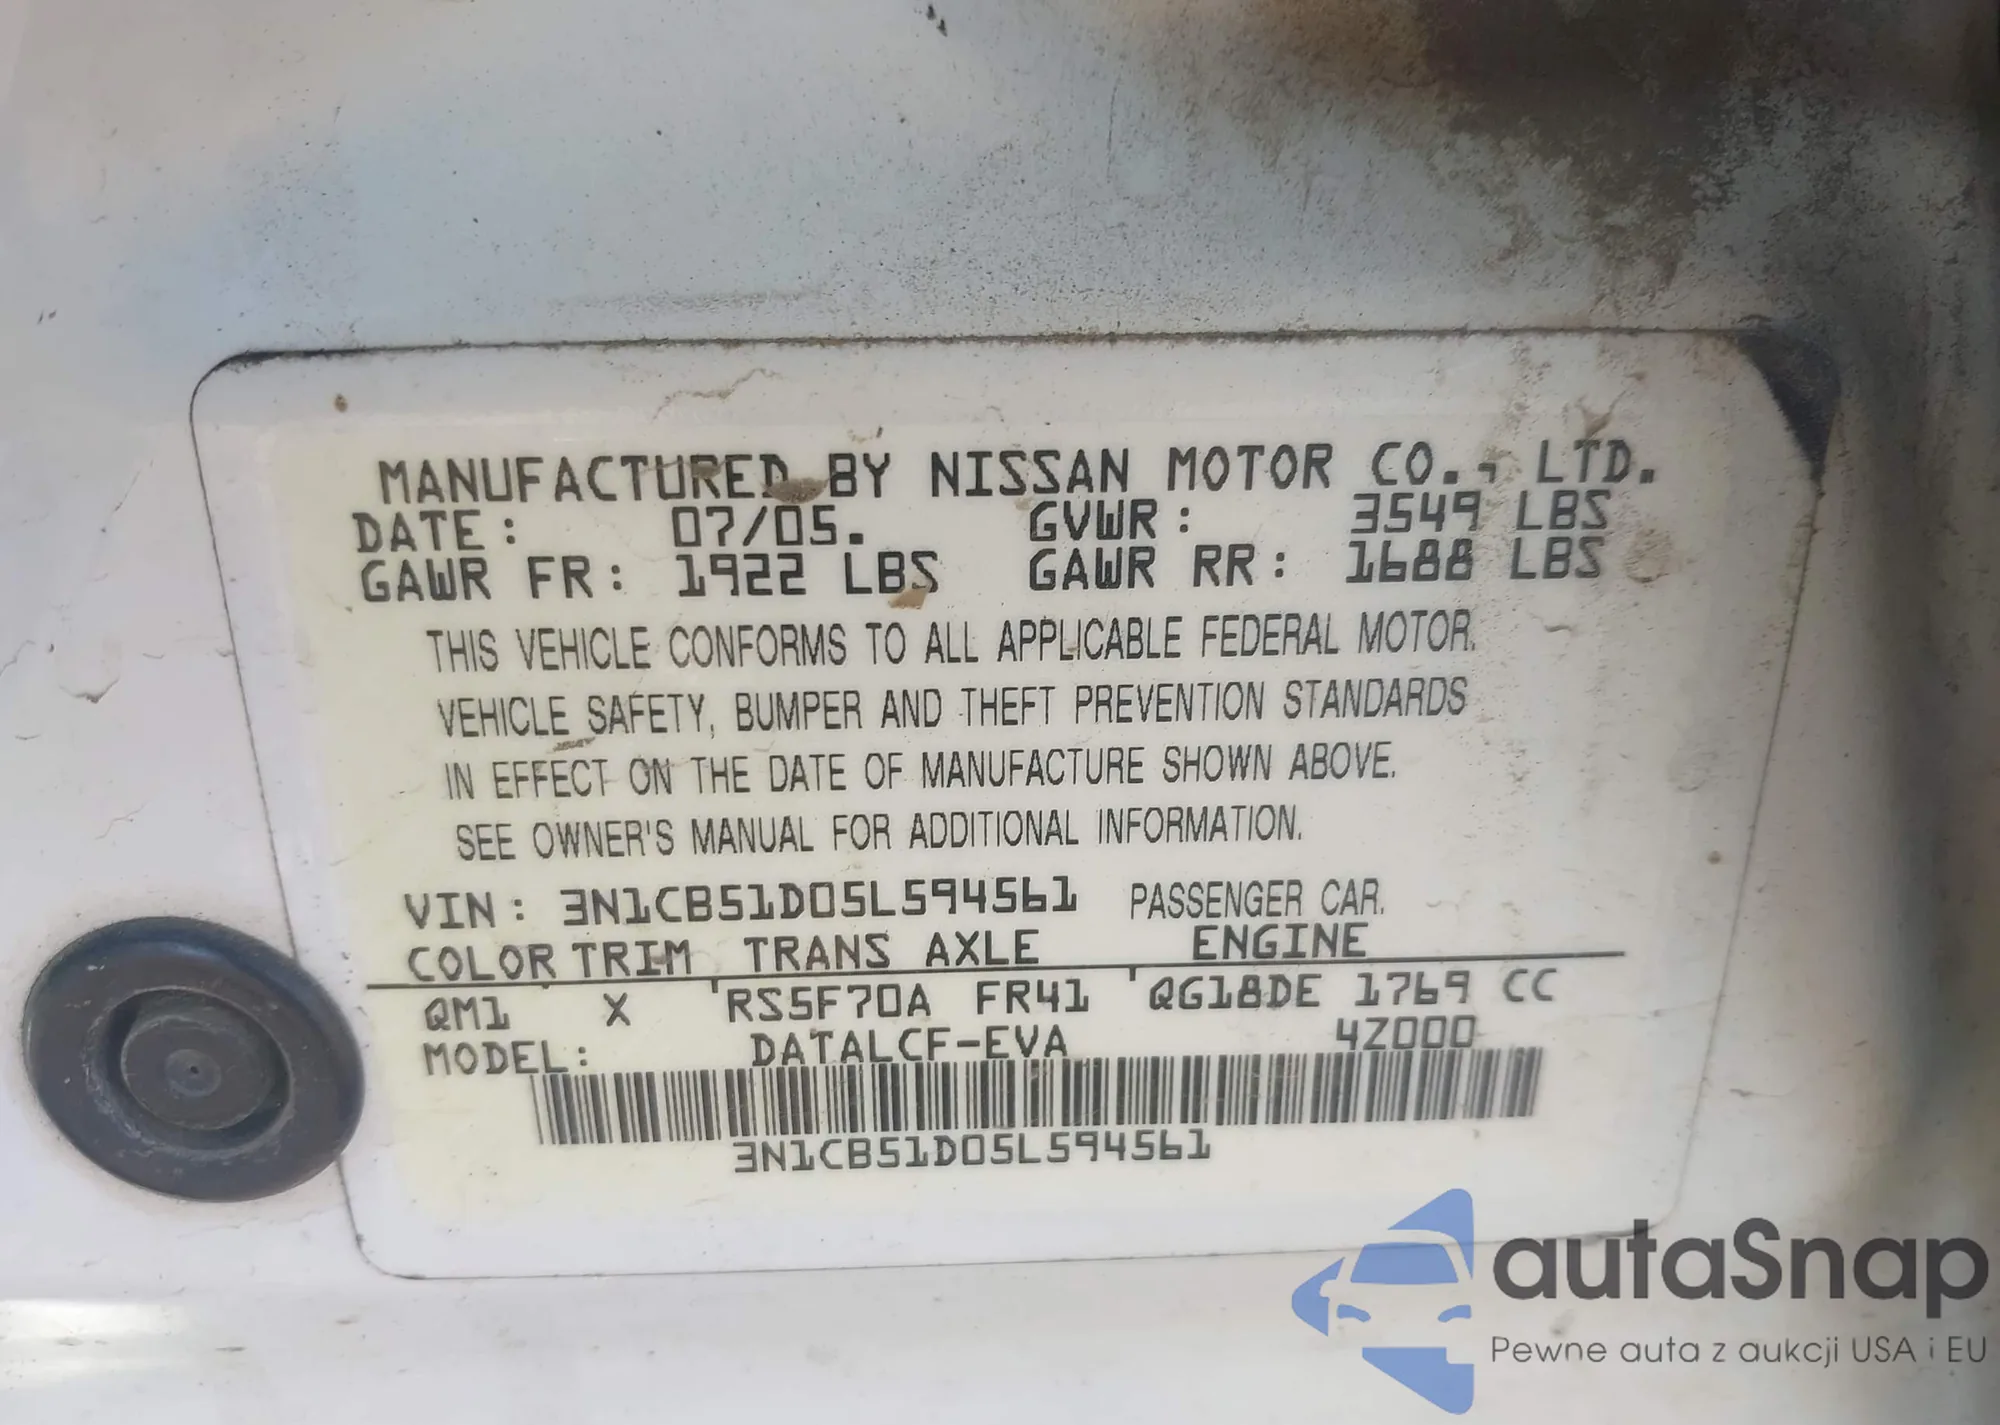 MANUFACTURED BY NISSAN MOTOR CO., LTD.
DATE: 07/05. GVWR: 3549 LBS
GAWR FR: 1922 LBS GAWR RR: 1688 LBS
THIS VEHICLE CONFORMS TO ALL APPLICABLE FEDERAL MOTOR
VEHICLE SAFETY, BUMPER AND THEFT PREVENTION STANDARDS
IN EFFECT ON THE DATE OF MANUFACTURE SHOWN ABOVE.
SEE OWNER'S MANUAL FOR ADDITIONAL INFORMATION.
VIN: 3N1CB51D05L594561 PASSENGER CAR.
COLOR TRIM TRANS AXLE ENGINE
QM1 X RS5F70A FR41 QG18DE 1769 CC
MODEL: DATALCF-EVA 4Z000
3N1CB51D05L594561
autaSnap
Pewne auta z aukcji USA i EU